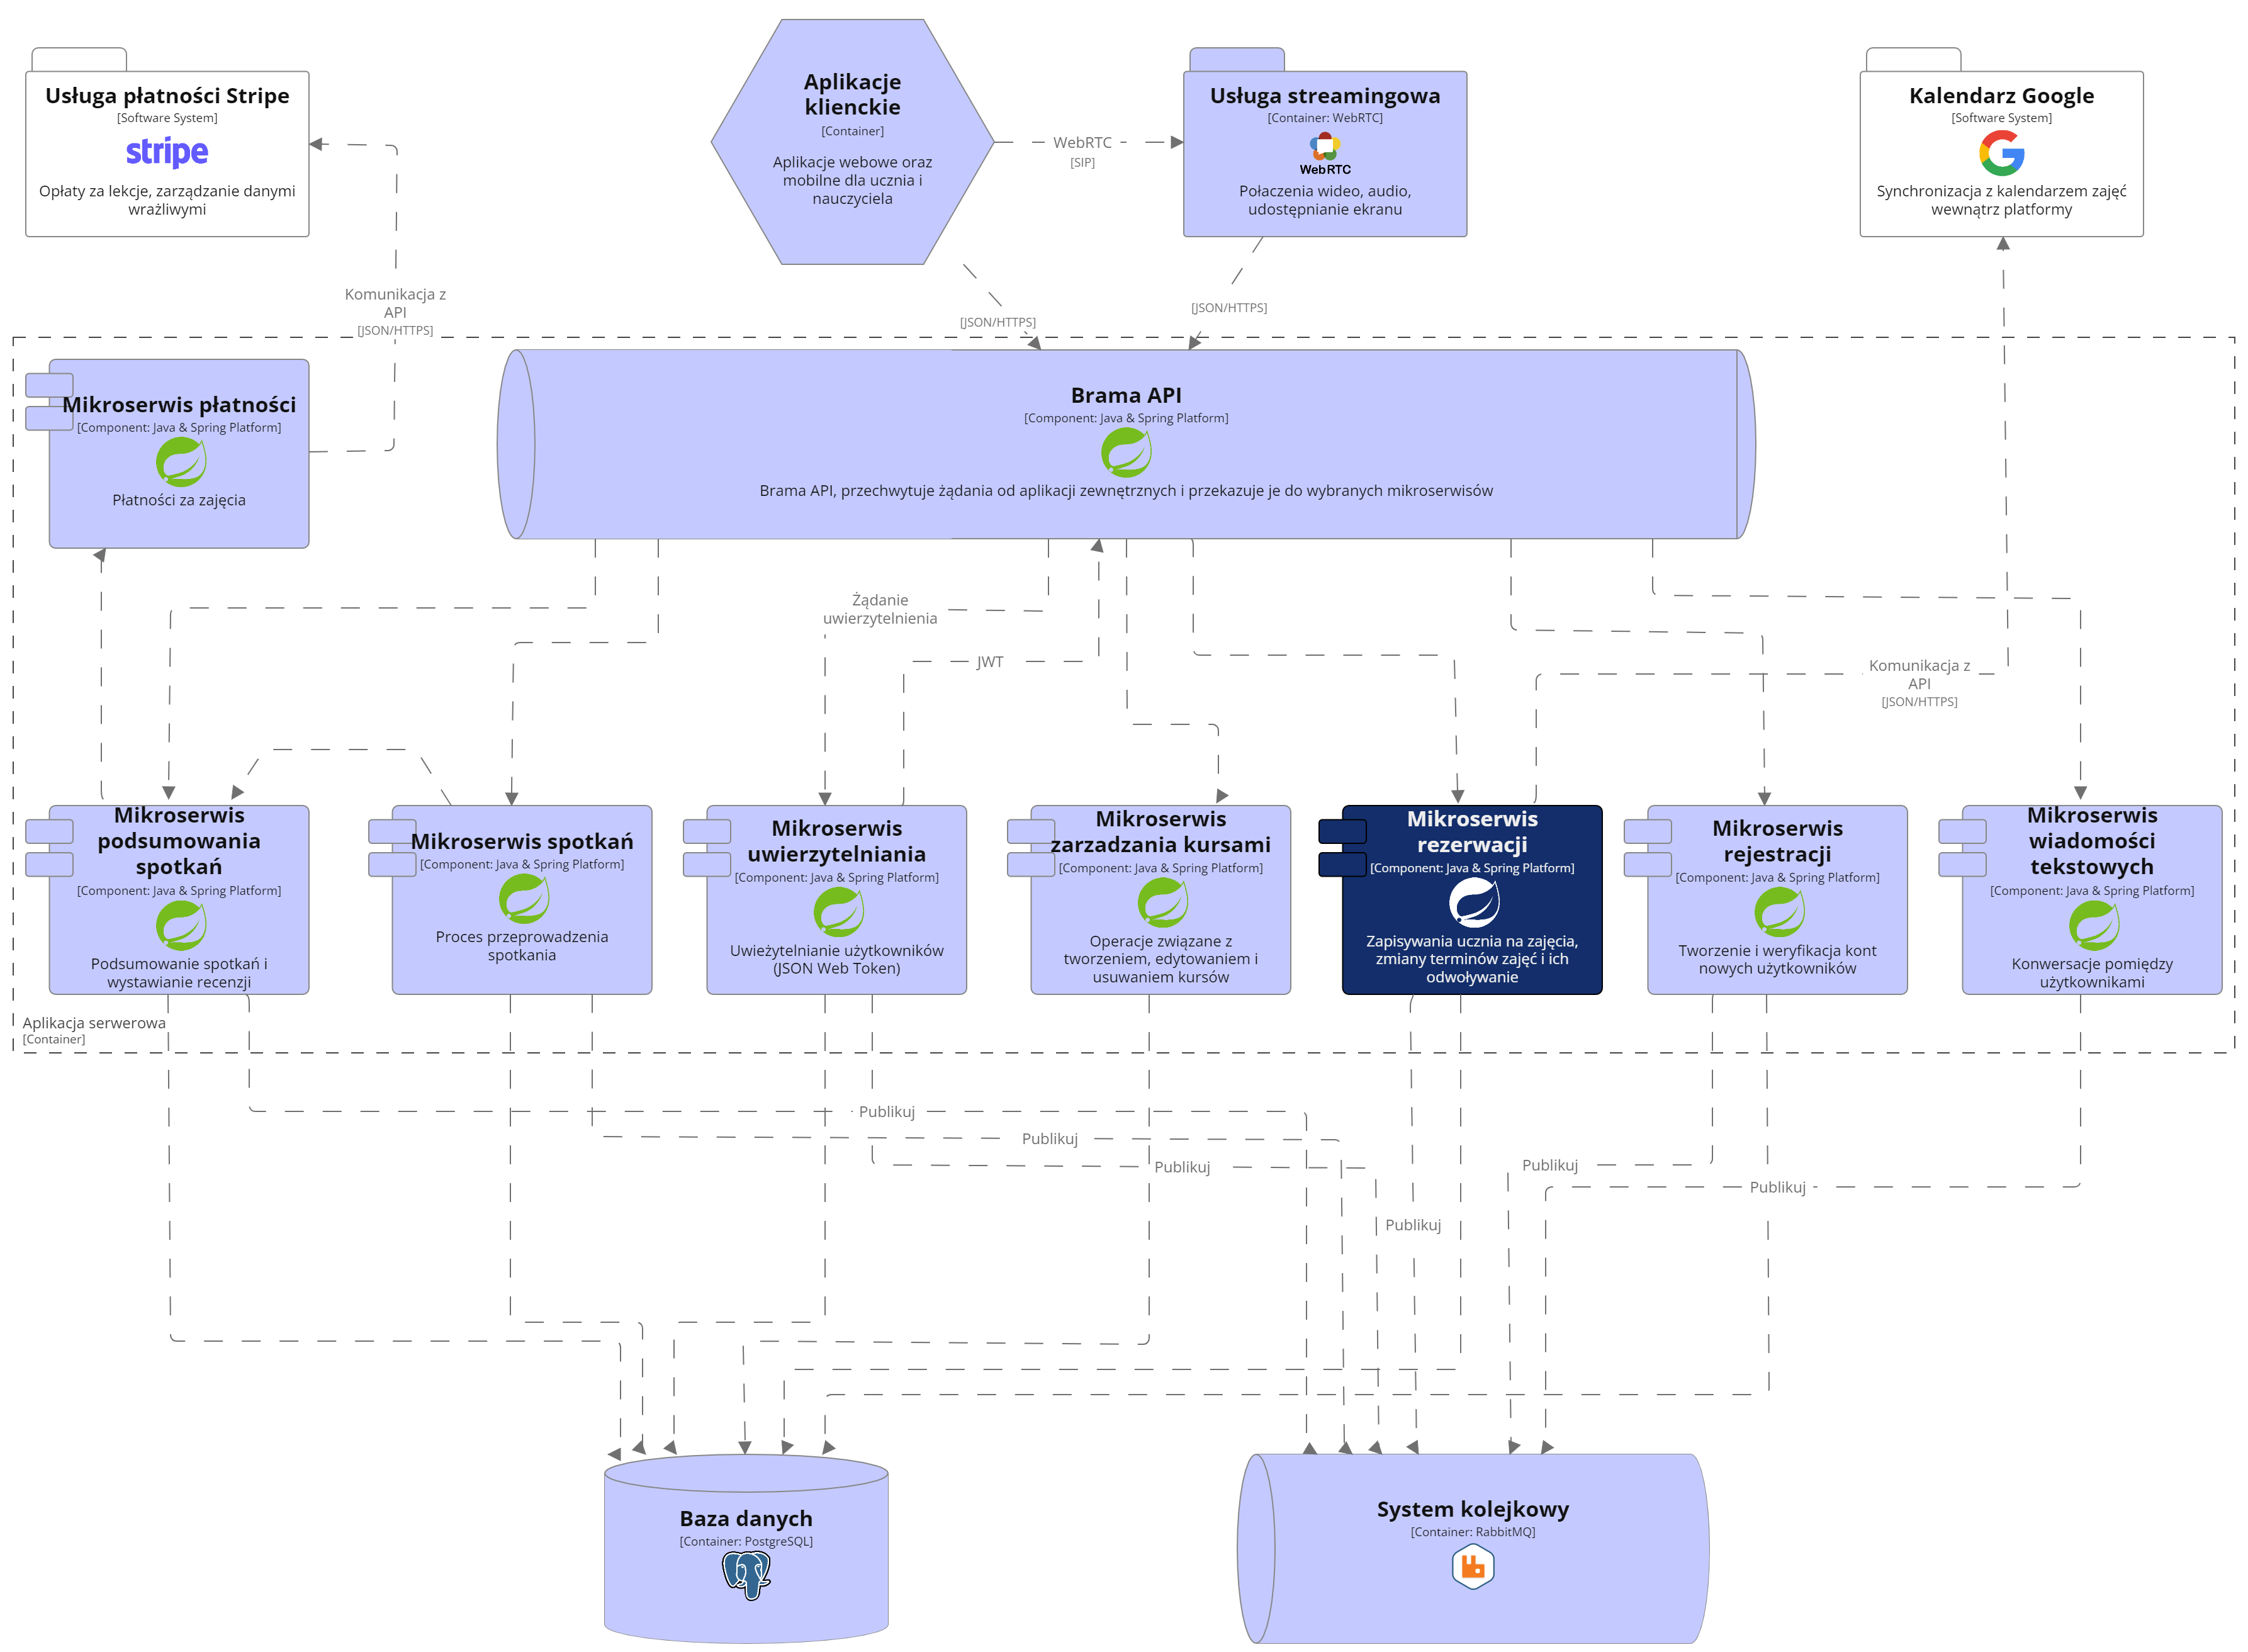 Usługa płatności Stripe
[Software System]
stripe
Opłaty za lekcje, zarządzanie danymi
wrażliwymi
Aplikacje
klienckie
[Container]
Aplikacje webowe oraz
mobilne dla ucznia i
nauczyciela
WebRTC
[SIP]
Usługa streamingowa
[Container: WebRTC]
WebRTC
Połaczenia wideo, audio,
udostępnianie ekranu
Kalendarz Google
[Software System]
Synchronizacja z kalendarzem zajęć
wewnątrz platformy
Komunikacja z
API
[JSON/HTTPS]
[JSON/HTTPS]
[JSON/HTTPS]
Mikroserwis płatności
[Component: Java & Spring Platform]
Płatności za zajęcia
Brama API
[Component: Java & Spring Platform]
Brama API, przechwytuje żądania od aplikacji zewnętrznych i przekazuje je do wybranych mikroserwisów
Żądanie
uwierzytelnienia
JWT
Komunikacja z
API
[JSON/HTTPS]
Mikroserwis
podsumowania
spotkań
[Component: Java & Spring Platform]
Podsumowanie spotkań i
wystawianie recenzji
Mikroserwis spotkań
[Component: Java & Spring Platform]
Proces przeprowadzenia
spotkania
Mikroserwis
uwierzytelniania
[Component: Java & Spring Platform]
Uwieżytelnianie użytkowników
(JSON Web Token)
Mikroserwis
zarzadzania kursami
[Component: Java & Spring Platform]
Operacje związane z
tworzeniem, edytowaniem i
usuwaniem kursów
Mikroserwis
rezerwacji
[Component: Java & Spring Platform]
Zapisywania ucznia na zajęcia,
zmiany terminów zajęć i ich
odwoływanie
Mikroserwis
rejestracji
[Component: Java & Spring Platform]
Tworzenie i weryfikacja kont
nowych użytkowników
Mikroserwis
wiadomości
tekstowych
[Component: Java & Spring Platform]
Konwersacje pomiędzy
użytkownikami
Aplikacja serwerowa
[Container]
Publikuj
Publikuj
Publikuj
Publikuj
Publikuj
Publikuj
Baza danych
[Container: PostgreSQL]
System kolejkowy
[Container: RabbitMQ]